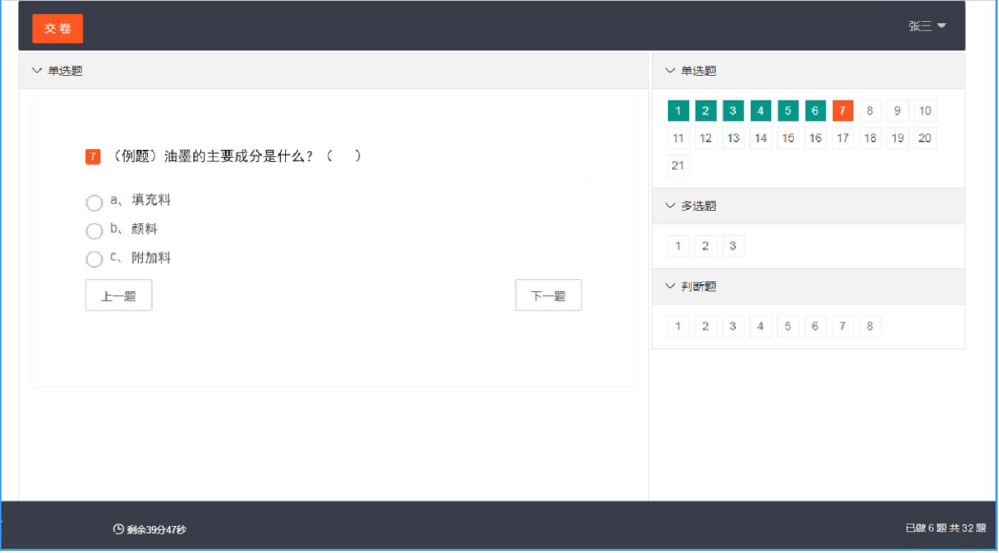 交 卷
张三
单选题
7 （例题）油墨的主要成分是什么？（ ）
a、填充料
b、颜料
c、附加料
上一题 下一题
单选题
1 2 3 4 5 6 7 8 9 10
11 12 13 14 15 16 17 18 19 20
21
多选题
1 2 3
判断题
1 2 3 4 5 6 7 8
剩余39分47秒
已做 6 题 共 32 题